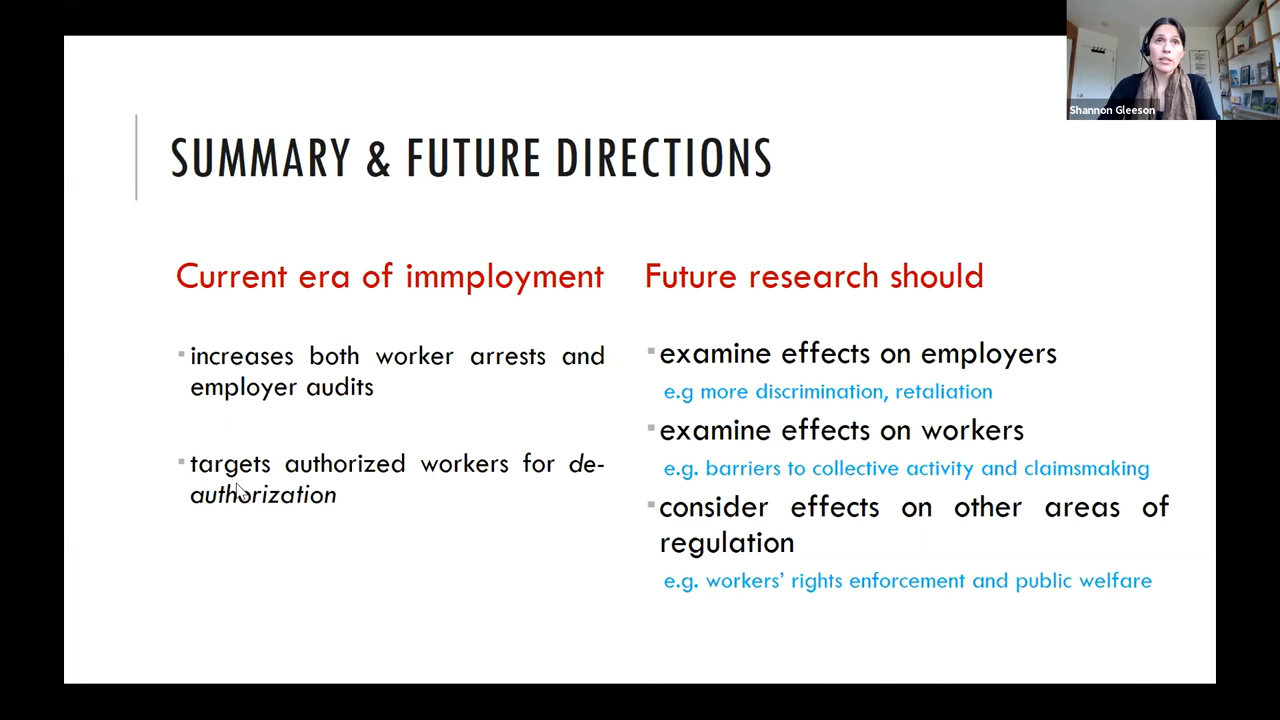 Shannon Gleeson
SUMMARY & FUTURE DIRECTIONS
Current era of immployment
increases both worker arrests and
employer audits
targets authorized workers for de-
authorization
Future research should
examine effects on employers
e.g more discrimination, retaliation
examine effects on workers
e.g. barriers to collective activity and claimsmaking
consider effects on other areas of
regulation
e.g. workers' rights enforcement and public welfare